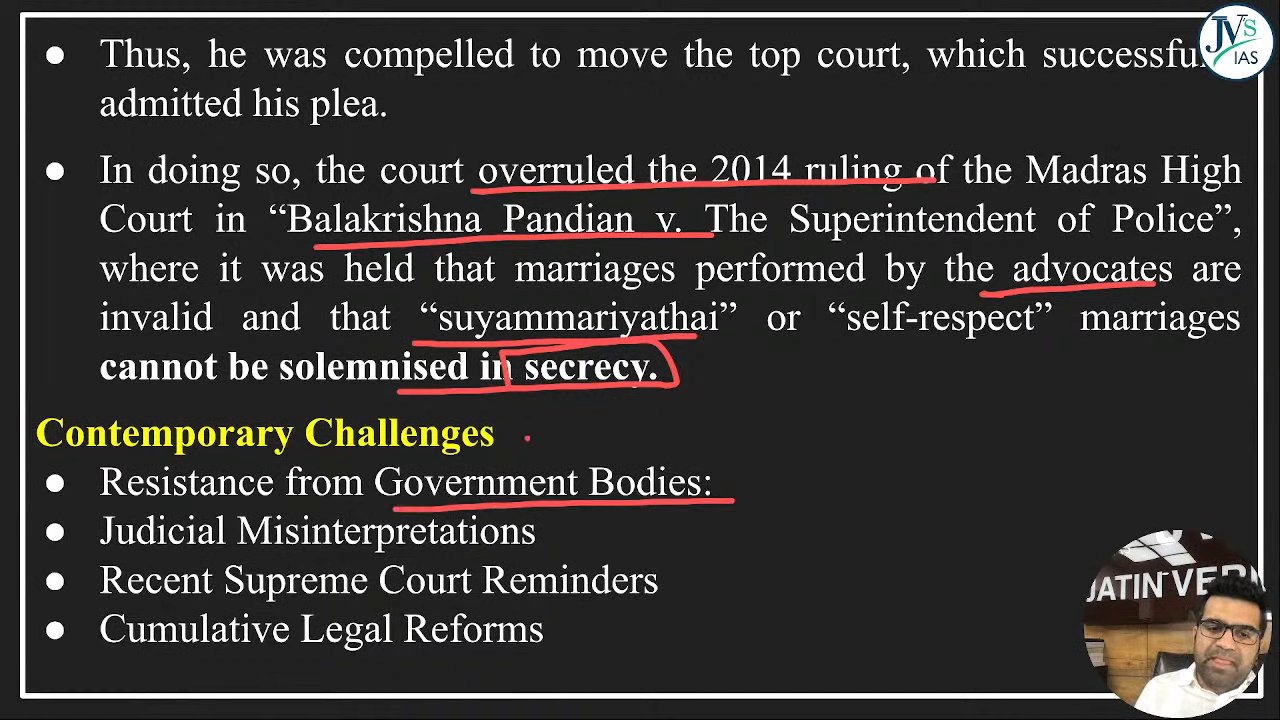 ● Thus, he was compelled to move the top court, which
admitted his plea.
● In doing so, the court overruled the 2014 ruling of the Madras High
Court in “Balakrishna Pandian v. The Superintendent of Police”,
where it was held that marriages performed by the advocates are
invalid and that “suyammariyathai” or “self-respect” marriages
cannot be solemnised in secrecy.
Contemporary Challenges
● Resistance from Government Bodies:
● Judicial Misinterpretations
● Recent Supreme Court Reminders
● Cumulative Legal Reforms
JV's
IAS
JATIN